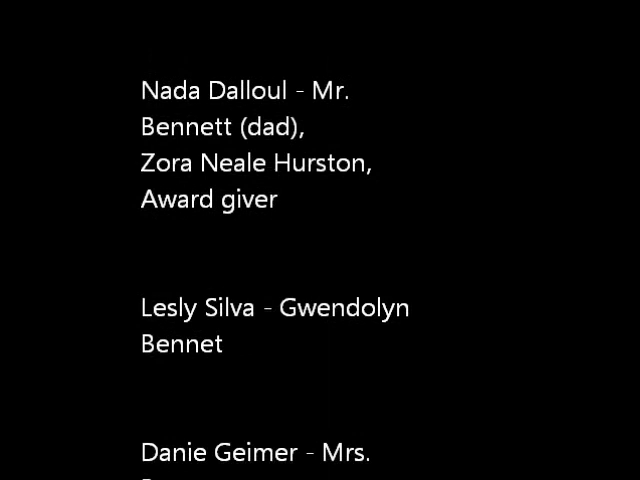 Nada Dalloul - Mr.
Bennett (dad),
Zora Neale Hurston,
Award giver
Lesly Silva - Gwendolyn
Bennet
Danie Geimer - Mrs.